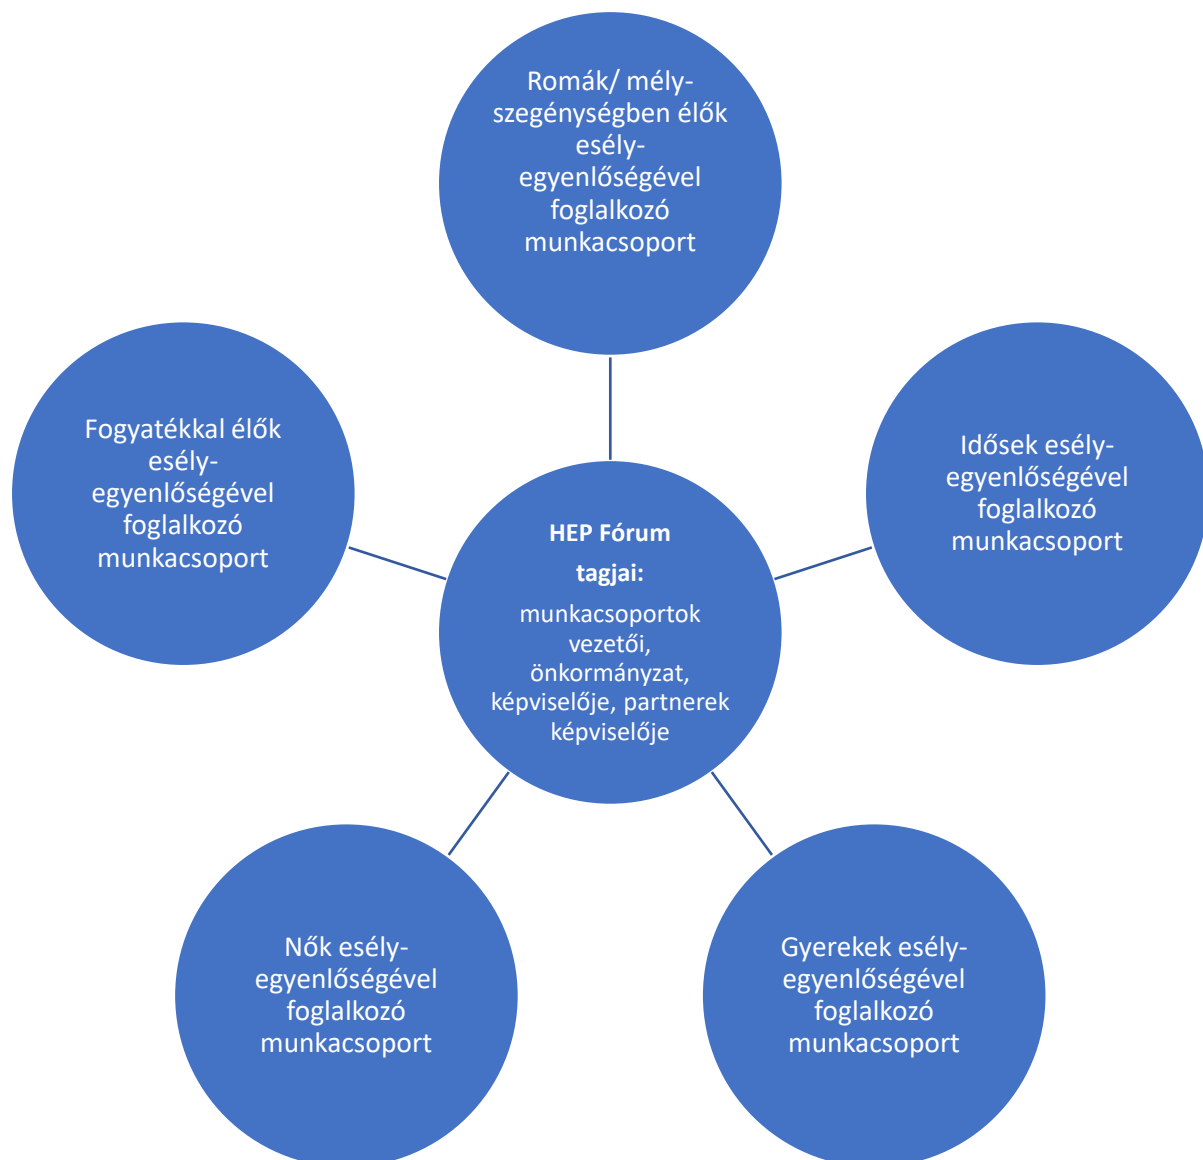 Romák/ mély-
szegénységben élők
esély-
egyenlőségével
foglalkozó
munkacsoport
Fogyatékkal élők
esély-
egyenlőségével
foglalkozó
munkacsoport
Idősek esély-
egyenlőségével
foglalkozó
munkacsoport
HEP Fórum
tagjai:
munkacsoportok
vezetői,
önkormányzat,
képviselője, partnerek
képviselője
Nők esély-
egyenlőségével
foglalkozó
munkacsoport
Gyerekek esély-
egyenlőségével
foglalkozó
munkacsoport